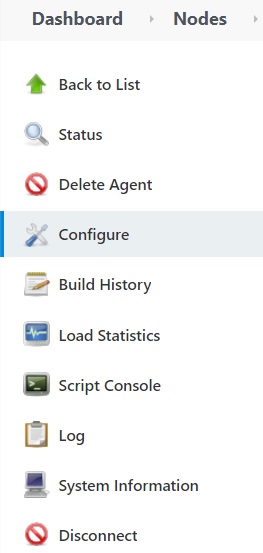 Dashboard Nodes
Back to List
Status
Delete Agent
Configure
Build History
Load Statistics
Script Console
Log
System Information
Disconnect